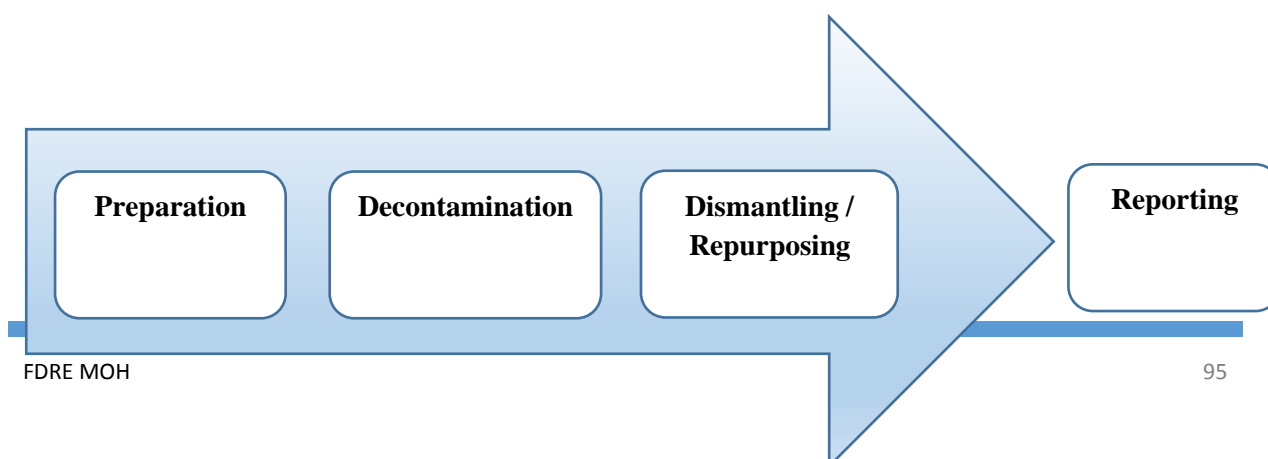 Preparation
Decontamination
Dismantling /
Repurposing
Reporting
FDRE MOH
95